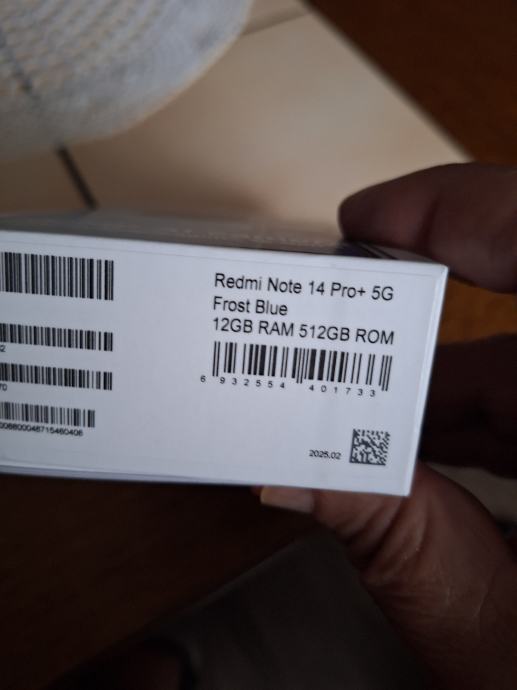 Redmi Note 14 Pro+ 5G
Frost Blue
12GB RAM 512GB ROM
6 932554 401733
2025.02